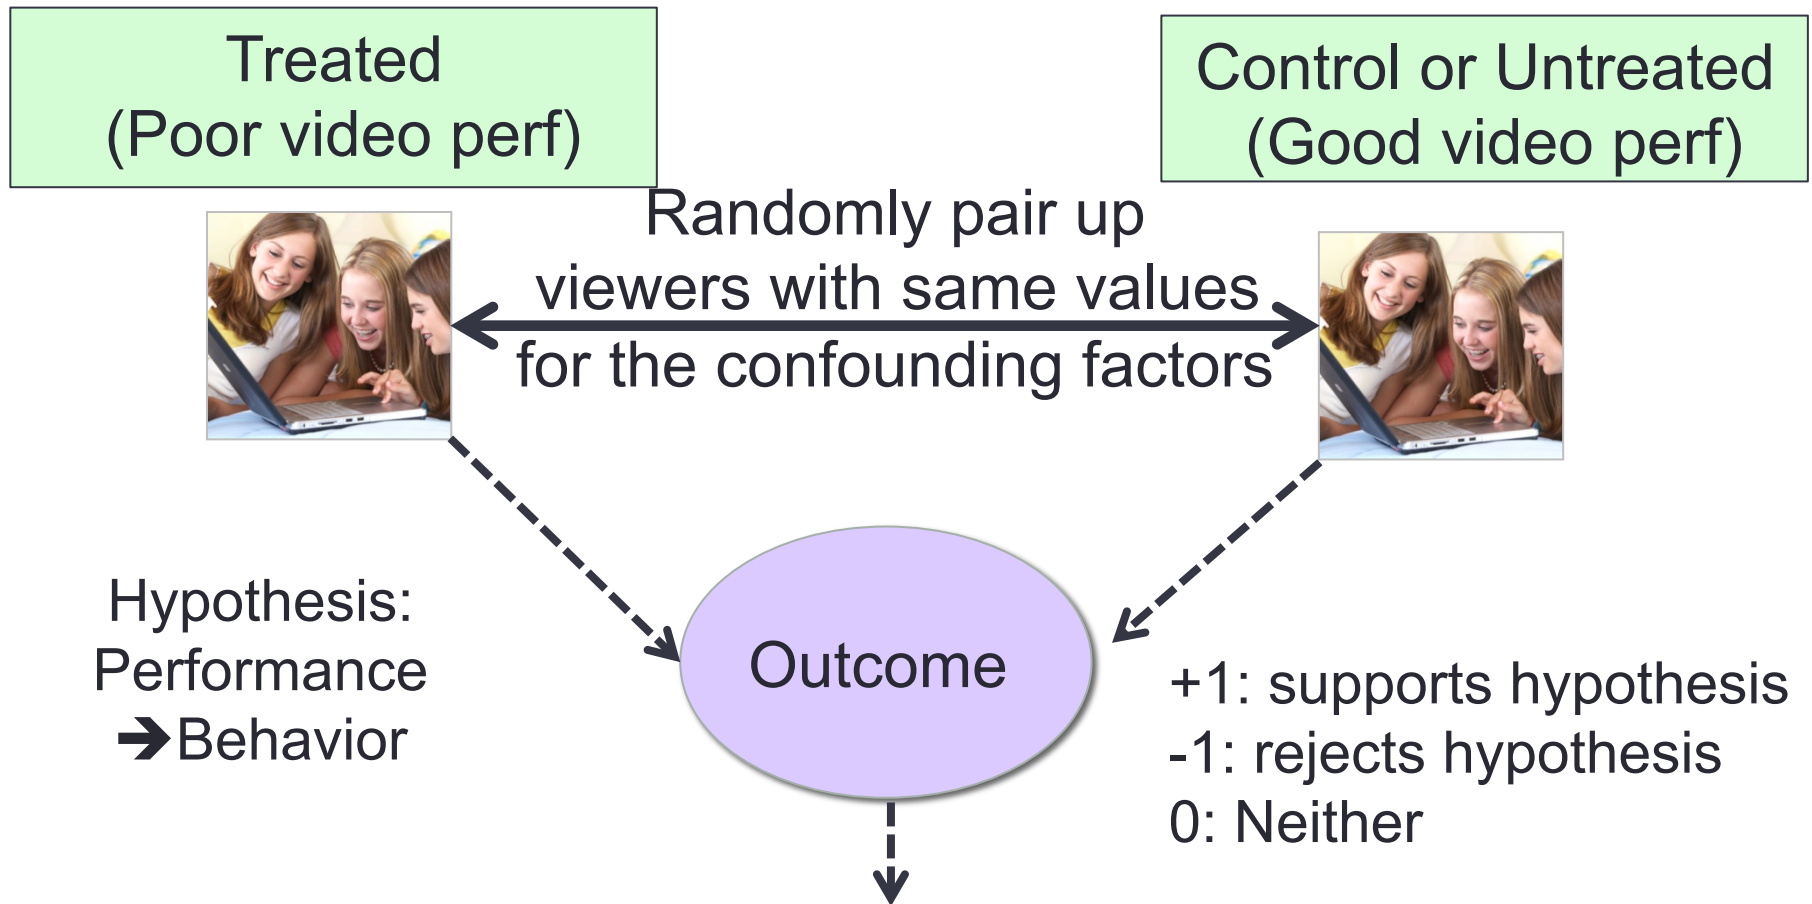 Treated
(Poor video perf)
Control or Untreated
(Good video perf)
Randomly pair up
viewers with same values
for the confounding factors
Hypothesis:
Performance
➔Behavior
Outcome
+1: supports hypothesis
-1: rejects hypothesis
0: Neither